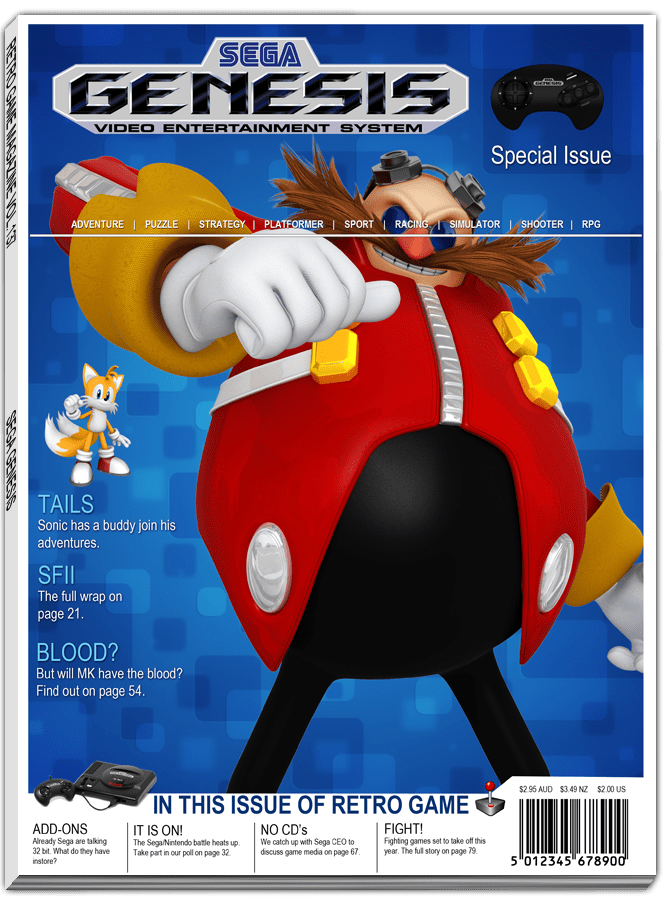 SEGA
GENESIS
VIDEO ENTERTAINMENT SYSTEM
Special Issue
ADVENTURE | PUZZLE | STRATEGY | PLATFORMER | SPORT | RACING | SIMULATOR | SHOOTER | RPG
TAILS
Sonic has a buddy join his
adventures.
SFII
The full wrap on
page 21.
BLOOD?
But will MK have the blood?
Find out on page 54.
IN THIS ISSUE OF RETRO GAME
$2.95 AUD $3.49 NZ $2.00 US
ADD-ONS
Already Sega are talking
32 bit. What do they have
instore?
IT IS ON!
The Sega/Nintendo battle heats up.
Take part in our poll on page 32.
NO CD's
We catch up with Sega CEO to
discuss game media on page 67.
FIGHT!
Fighting games set to take off this
year. The full story on page 79.
5 012345 678900
SEGA GENESIS